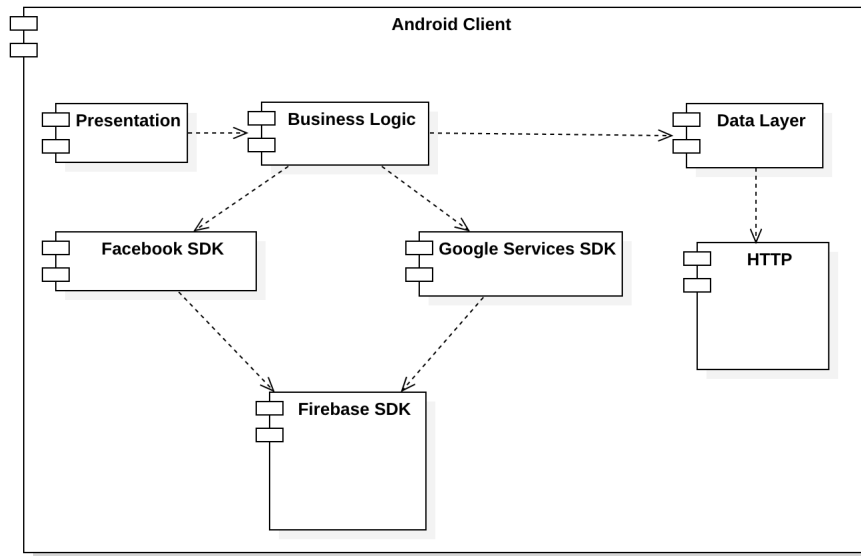 Android Client
Presentation
Business Logic
Data Layer
Facebook SDK
Google Services SDK
HTTP
Firebase SDK